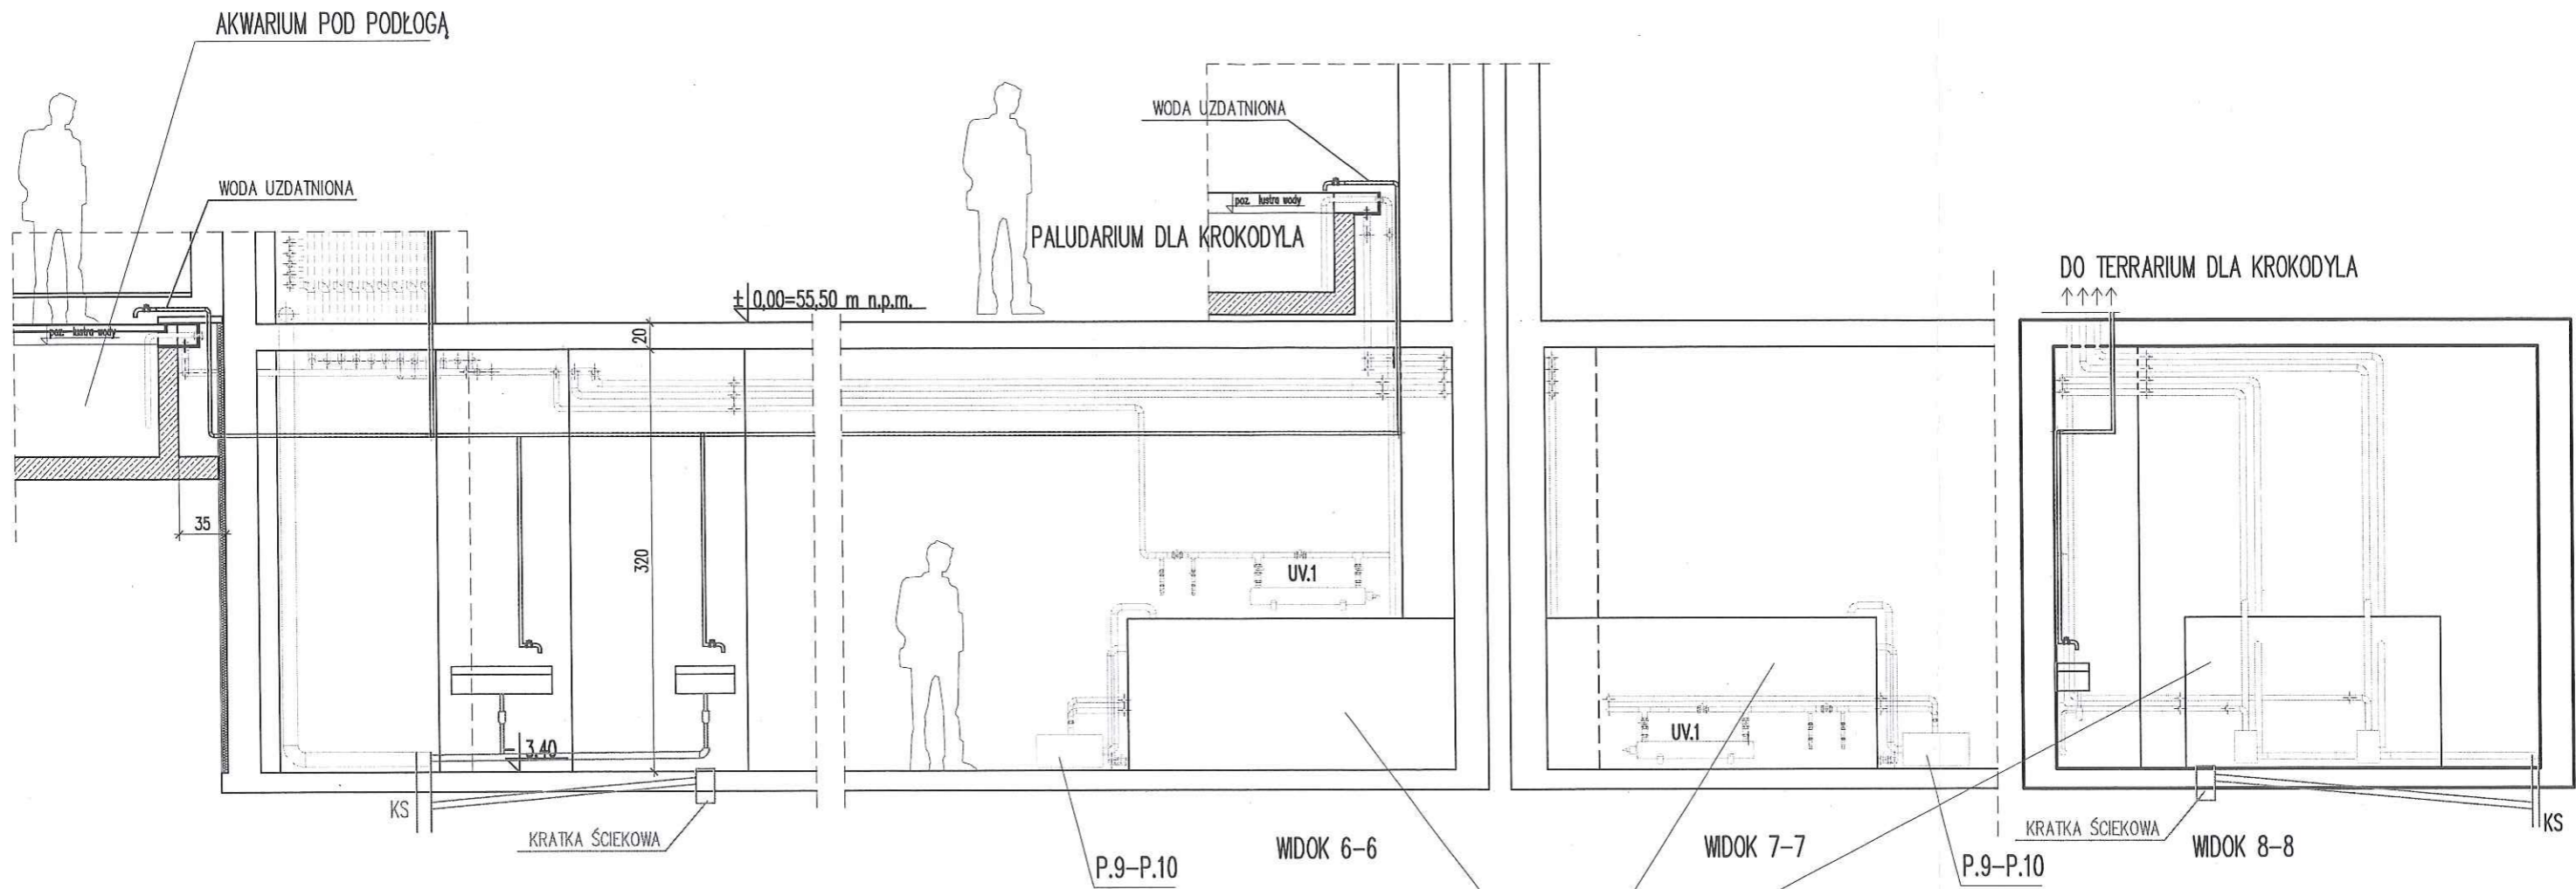 AKWARIUM POD PODŁOGĄ
WODA UZDATNIONA
WODA UZDATNIONA
poz. lustra wody
PALUDARIUM DLA KROKODYLA
DO TERRARIUM DLA KROKODYLA
± 0,00=55,50 m n.p.m.
poz. lustra wody
20
35
320
UV.1
UV.1
- 3,40
KS
KRATKA ŚCIEKOWA
P.9-P.10
WIDOK 6-6
WIDOK 7-7
P.9-P.10
KRATKA ŚCIEKOWA
WIDOK 8-8
KS